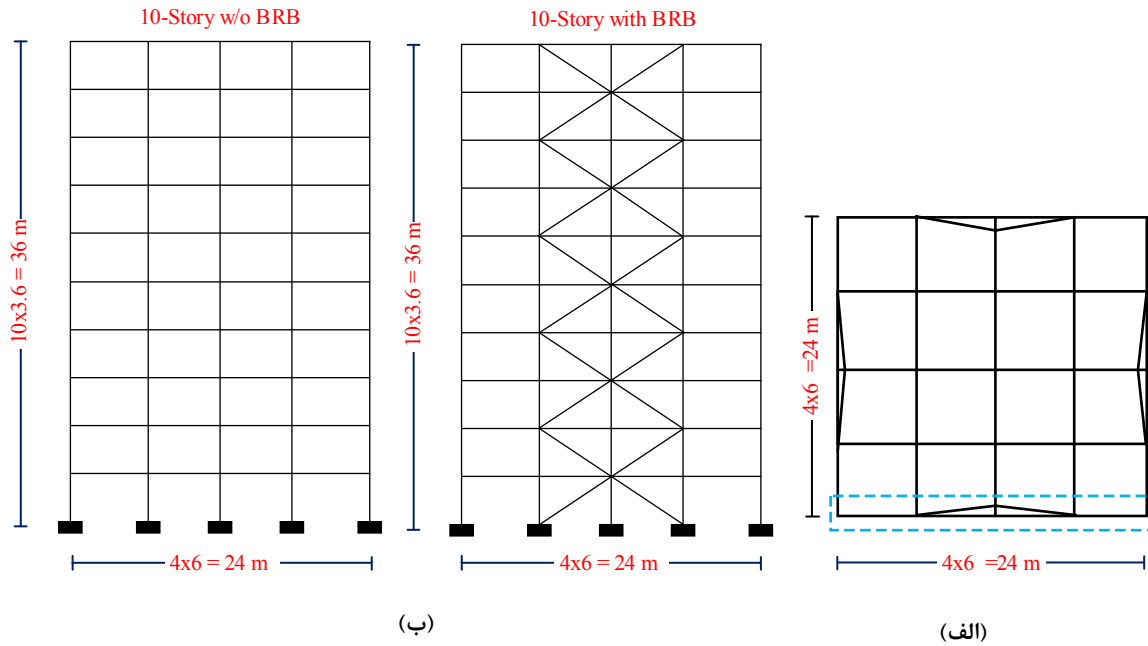 10-Story w/o BRB
10-Story with BRB
10x3.6 = 36 m
10x3.6 = 36 m
4x6 =24 m
4x6 = 24 m
4x6 = 24 m
4x6 =24 m
(ب)
(الف)